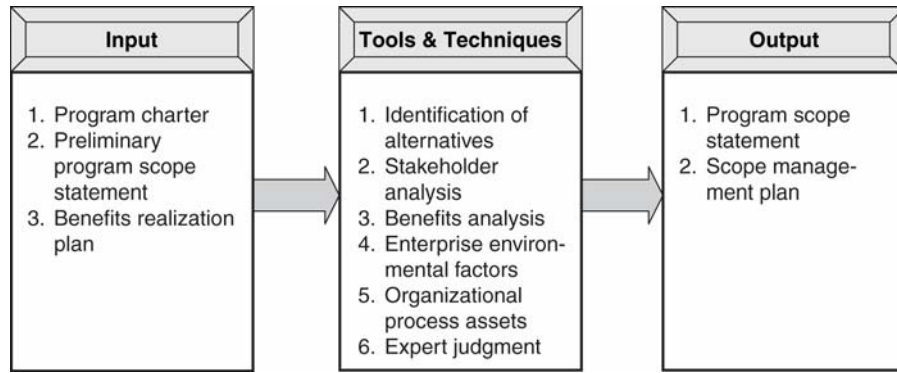 Input
1. Program charter
2. Preliminary
program scope
statement
3. Benefits realization
plan
Tools & Techniques
1. Identification of
alternatives
2. Stakeholder
analysis
3. Benefits analysis
4. Enterprise environ-
mental factors
5. Organizational
process assets
6. Expert judgment
Output
1. Program scope
statement
2. Scope manage-
ment plan